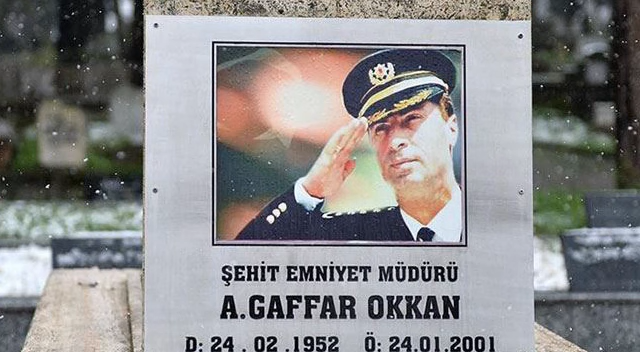 ŞEHİT EMNİYET MÜDÜRÜ
A.GAFFAR OKKAN
D: 24 . 02 .1952 Ö: 24.01.2001